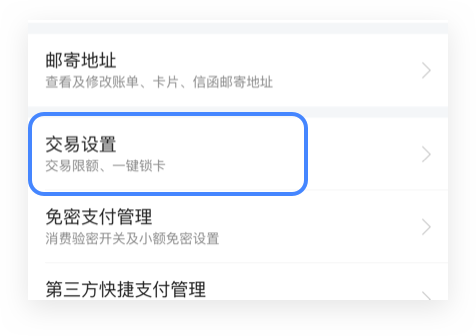 邮寄地址
查看及修改账单、卡片、信函邮寄地址
交易设置
交易限额、一键锁卡
免密支付管理
消费验密开关及小额免密设置
第三方快捷支付管理